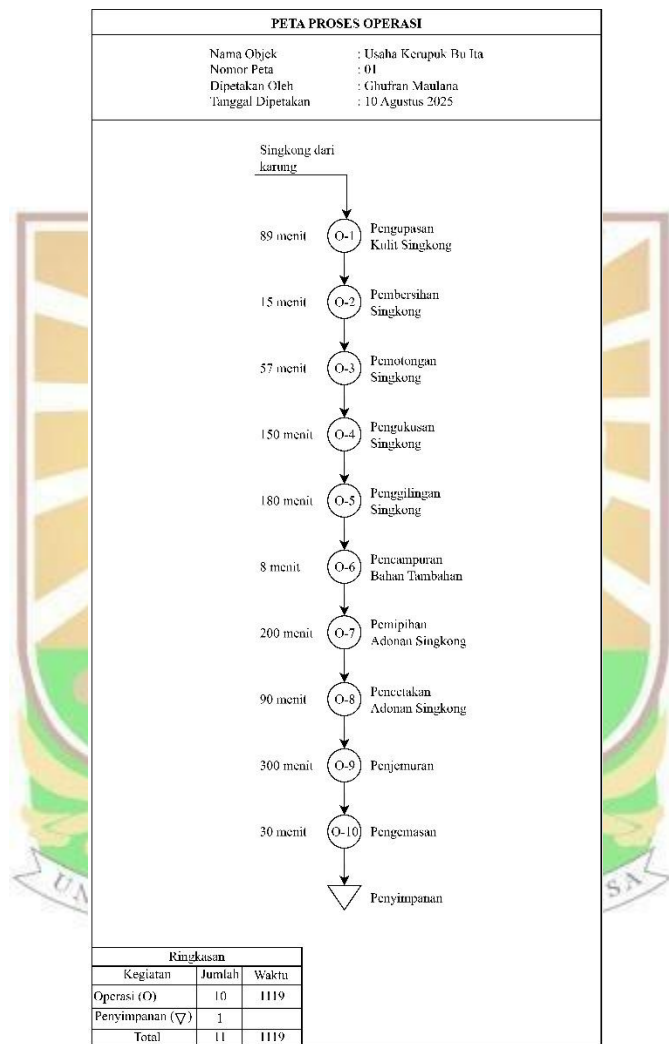 PETA PROSES OPERASI
Nama Objek : Usaha Kerupuk Bu Ita
Nomor Peta : 01
Dipetakan Oleh : Ghufran Maulana
Tanggal Dipetakan : 10 Agustus 2025
Singkong dari
karung
89 menit O-1 Pengupasan
Kulit Singkong
15 menit O-2 Pembersihan
Singkong
57 menit O-3 Pemotongan
Singkong
150 menit O-4 Pengukusan
Singkong
180 menit O-5 Penggilingan
Singkong
8 menit O-6 Pencampuran
Bahan Tambahan
200 menit O-7 Pemipihan
Adonan Singkong
90 menit O-8 Pencetakan
Adonan Singkong
300 menit O-9 Penjemuran
30 menit O-10 Pengemasan
Penyimpanan
Ringkasan
Kegiatan Jumlah Waktu
Operasi (O) 10 1119
Penyimpanan (▽) 1
Total 11 1119